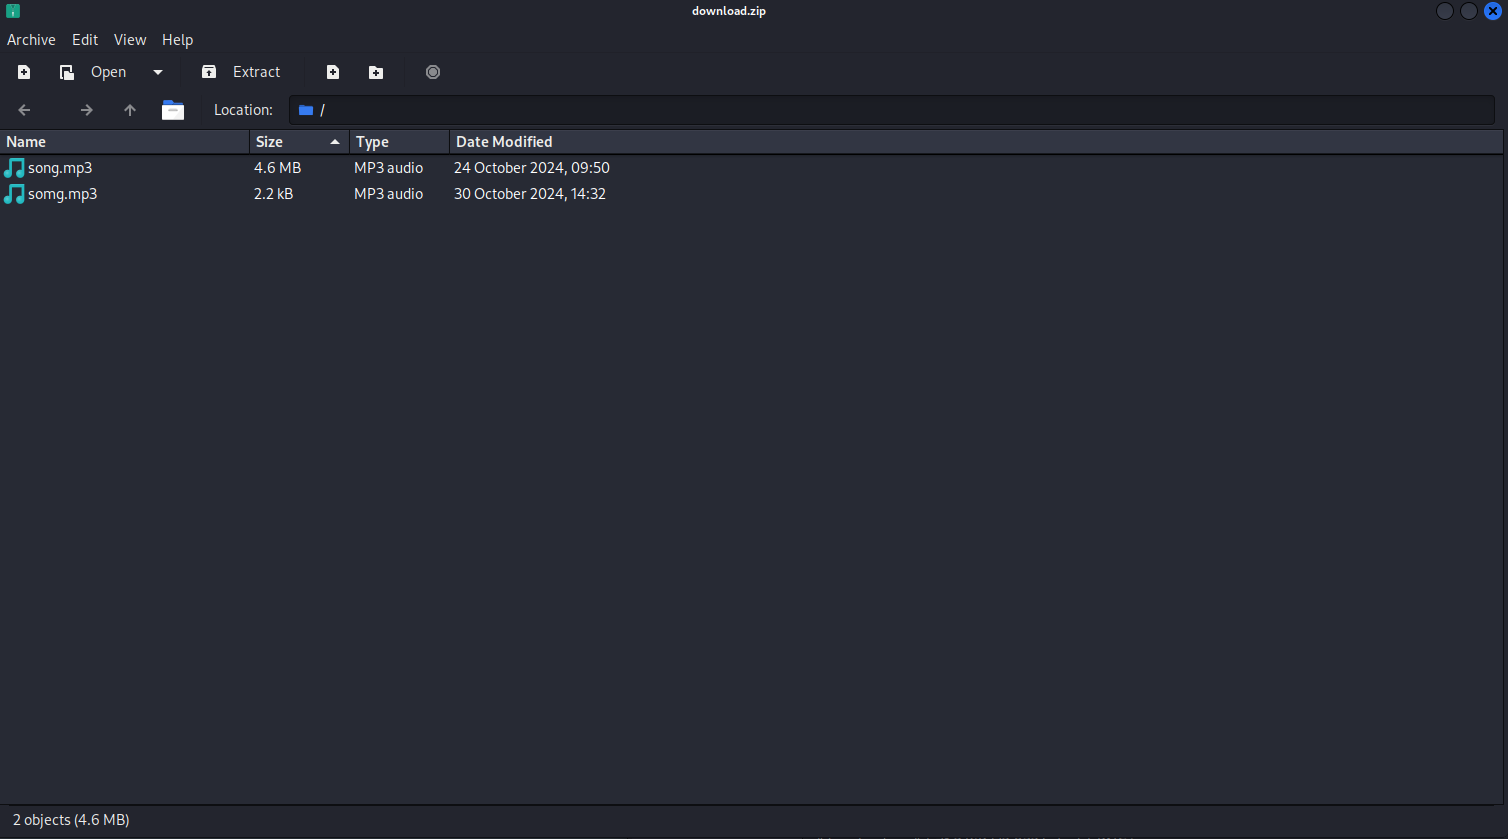 download.zip
Archive Edit View Help
Open Extract
Location: /
Name Size Type Date Modified
song.mp3 4.6 MB MP3 audio 24 October 2024, 09:50
somg.mp3 2.2 kB MP3 audio 30 October 2024, 14:32
2 objects (4.6 MB)